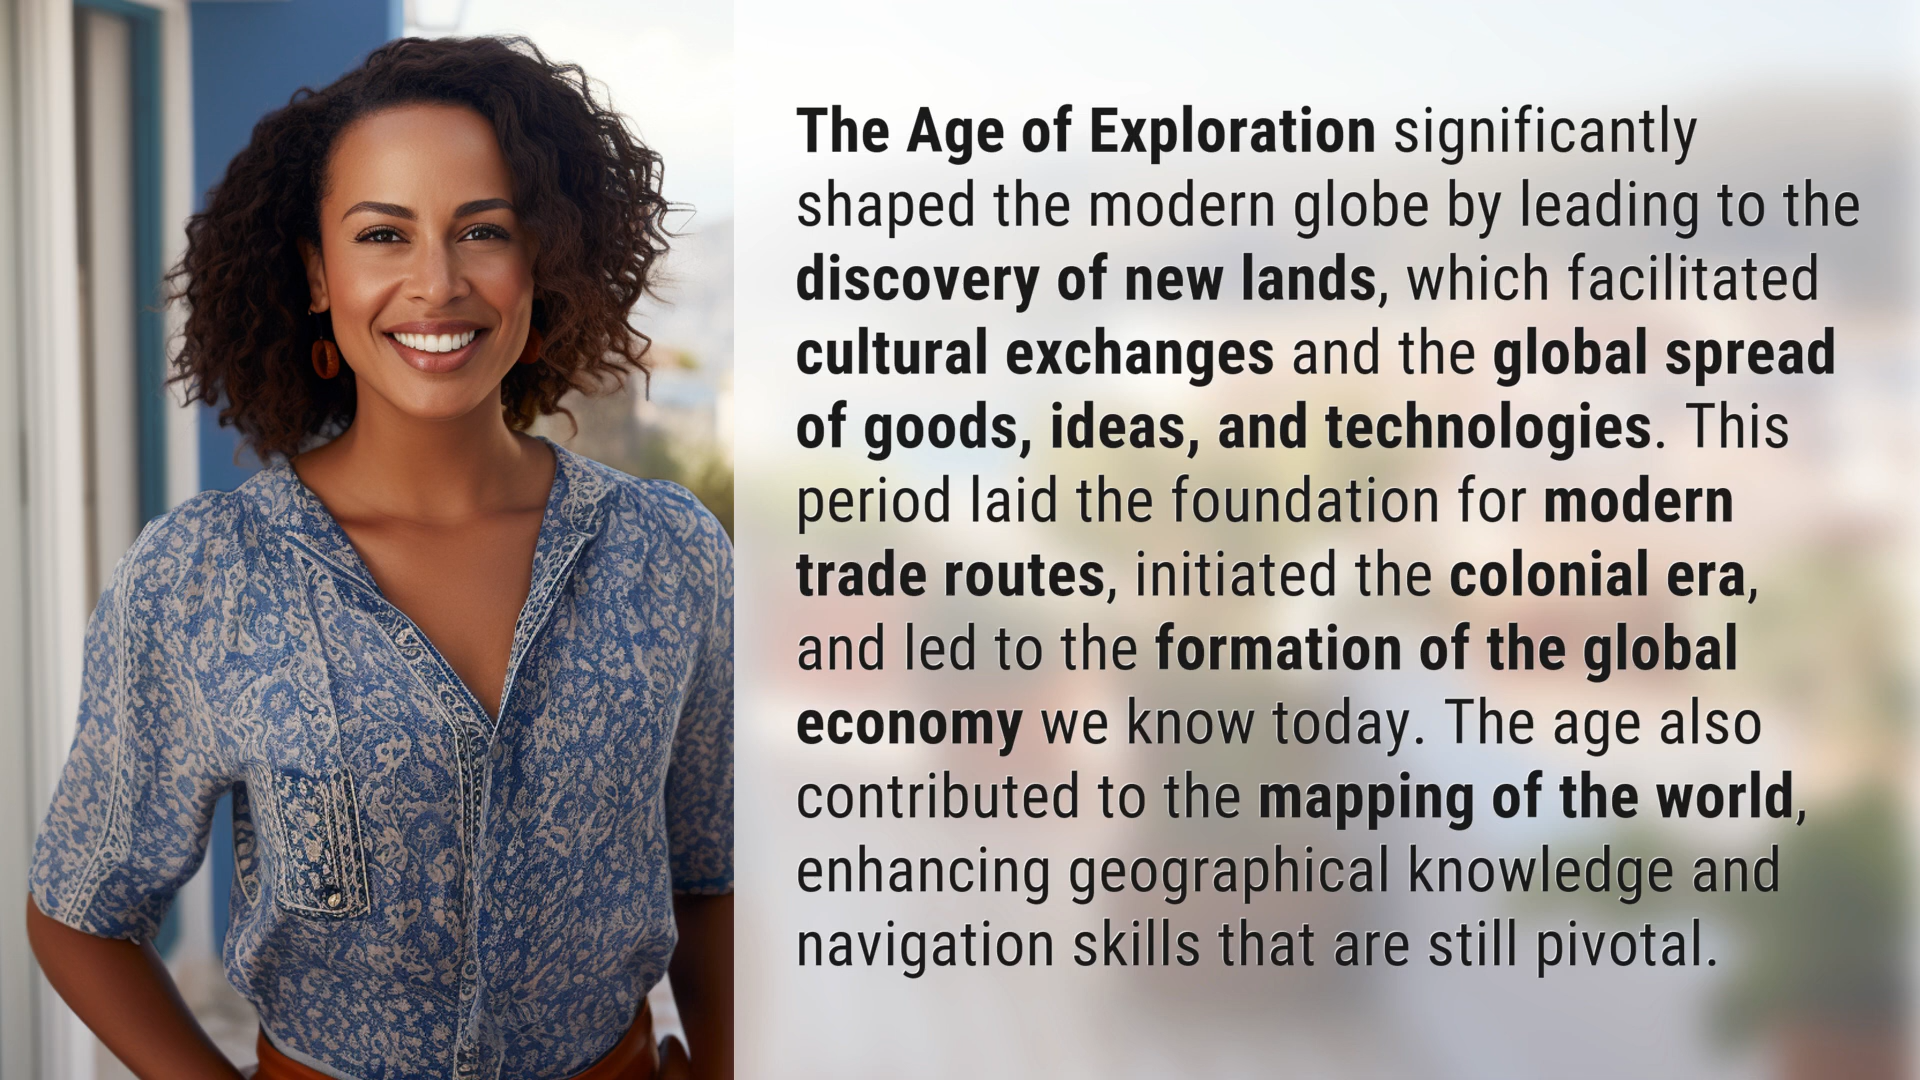 The Age of Exploration significantly
shaped the modern globe by leading to the
discovery of new lands, which facilitated
cultural exchanges and the global spread
of goods, ideas, and technologies. This
period laid the foundation for modern
trade routes, initiated the colonial era,
and led to the formation of the global
economy we know today. The age also
contributed to the mapping of the world,
enhancing geographical knowledge and
navigation skills that are still pivotal.